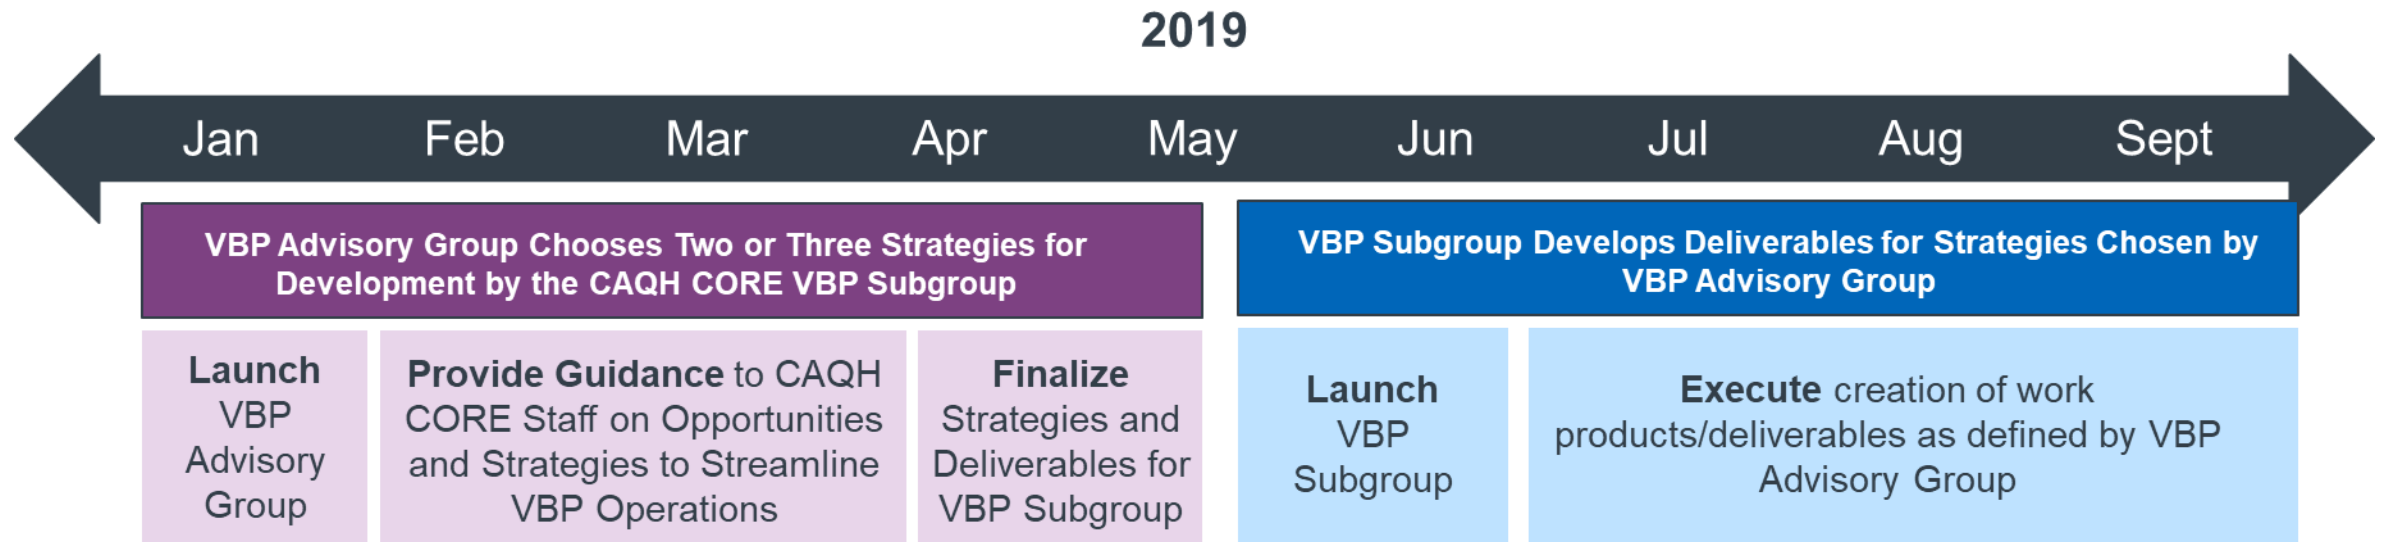 2019
Jan Feb Mar Apr May Jun Jul Aug Sept
VBP Advisory Group Chooses Two or Three Strategies for
Development by the CAQH CORE VBP Subgroup
VBP Subgroup Develops Deliverables for Strategies Chosen by
VBP Advisory Group
Launch
VBP
Advisory
Group
Provide Guidance to CAQH
CORE Staff on Opportunities
and Strategies to Streamline
VBP Operations
Finalize
Strategies and
Deliverables for
VBP Subgroup
Launch
VBP
Subgroup
Execute creation of work
products/deliverables as defined by VBP
Advisory Group